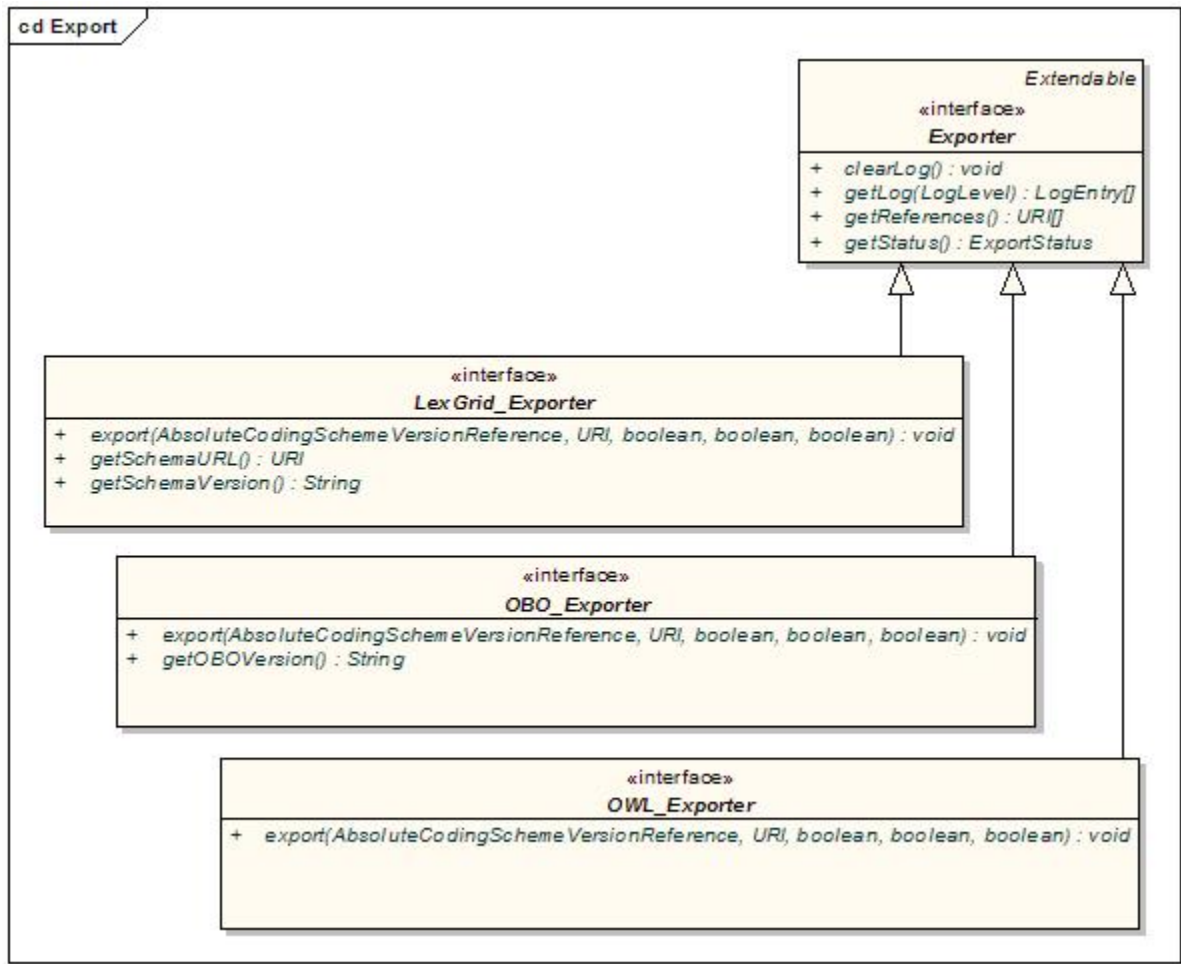 cd Export
Extendable
«interface»
Exporter
+ clearLog() : void
+ getLog(LogLevel) : LogEntry[]
+ getReferences() : URI[]
+ getStatus() : ExportStatus
«interface»
LexGrid_Exporter
+ export(AbsoluteCodingSchemeVersionReference, URI, boolean, boolean, boolean) : void
+ getSchemaURL() : URI
+ getSchemaVersion() : String
«interface»
OBO_Exporter
+ export(AbsoluteCodingSchemeVersionReference, URI, boolean, boolean, boolean) : void
+ getOBOVersion() : String
«interface»
OWL_Exporter
+ export(AbsoluteCodingSchemeVersionReference, URI, boolean, boolean, boolean) : void